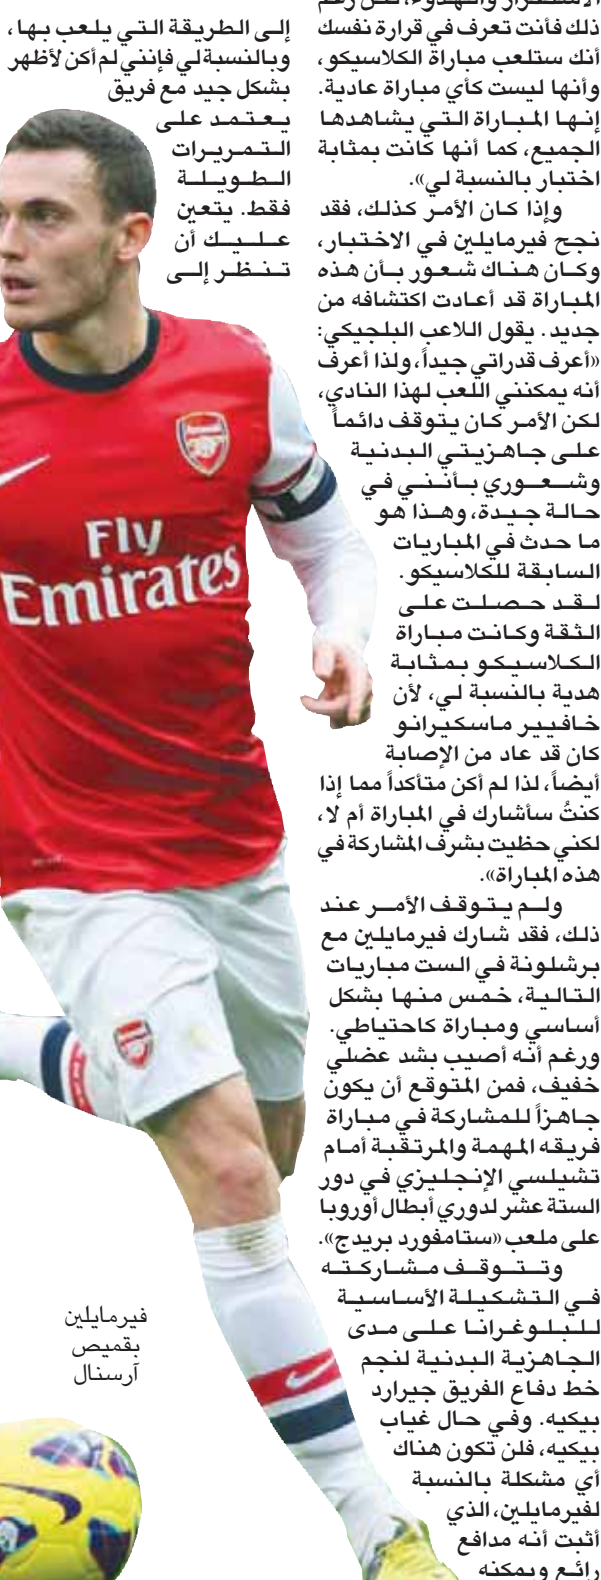 الاستقرار والهدوء، لكن رغم
ذلك فأنت تعرف في قرارة نفسك
أنك ستلعب مباراة الكلاسيكو،
وأنها ليست كأي مباراة عادية.
إنها المباراة التي يشاهدها
الجميع، كما أنها كانت بمثابة
اختبار بالنسبة لي».
وإذا كان الأمر كذلك، فقد
نجح فيرمايلين في الاختبار،
وكان هناك شعور بأن هذه
المباراة قد أعادت اكتشافه من
جديد. يقول اللاعب البلجيكي:
«أعرف قدراتي جيداً، ولذا أعرف
أنه يمكنني اللعب لهذا النادي،
لكن الأمر كان يتوقف دائماً
على جاهزيتي البدنية
وشعوري بأنني في
حالة جيدة، وهذا هو
ما حدث في المباريات
السابقة للكلاسيكو.
لقد حصلت على
الثقة وكانت مباراة
الكلاسيكو بمثابة
هدية بالنسبة لي، لأن
خافيير ماسكيرانو
كان قد عاد من الإصابة
أيضاً، لذا لم أكن متأكداً مما إذا
كنتُ سأشارك في المباراة أم لا،
لكني حظيت بشرف المشاركة في
هذه المباراة».
ولم يتوقف الأمر عند
ذلك، فقد شارك فيرمايلين مع
برشلونة في الست مباريات
التالية، خمس منها بشكل
أساسي ومباراة كاحتياطي.
ورغم أنه أصيب بشد عضلي
خفيف، فمن المتوقع أن يكون
جاهزاً للمشاركة في مباراة
فريقه المهمة والمرتقبة أمام
تشيلسي الإنجليزي في دور
الستة عشر لدوري أبطال أوروبا
على ملعب «ستامفورد بريدج».
وتتوقف مشاركته
في التشكيلة الأساسية
للبلوغرانا على مدى
الجاهزية البدنية لنجم
خط دفاع الفريق جيرارد
بيكيه. وفي حال غياب
بيكيه، فلن تكون هناك
أي مشكلة بالنسبة
لفيرمايلين، الذي
أثبت أنه مدافع
رائع ويمكنه
إلى الطريقة التي يلعب بها،
وبالنسبة لي فإنني لم أكن لأظهر
بشكل جيد مع فريق
يعتمد على
التمريرات
الطويلة
فقط. يتعين
عليك أن
تنظر إلى
Fly
Emirates
فيرمايلين
بقميص
آرسنال